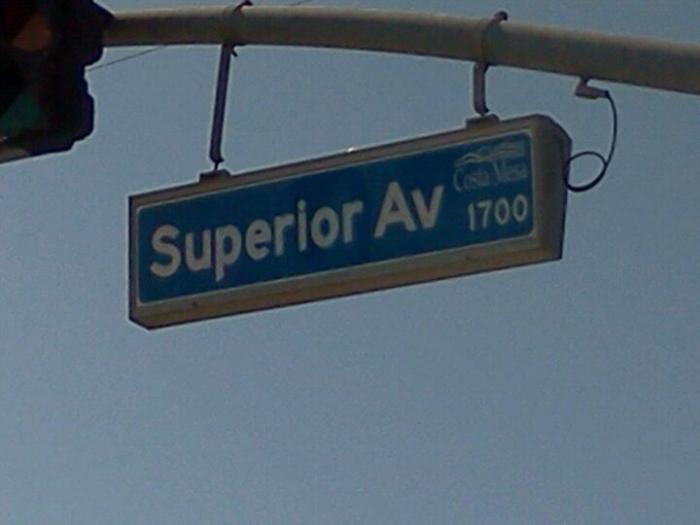 Superior Av
Costa Mesa
1700